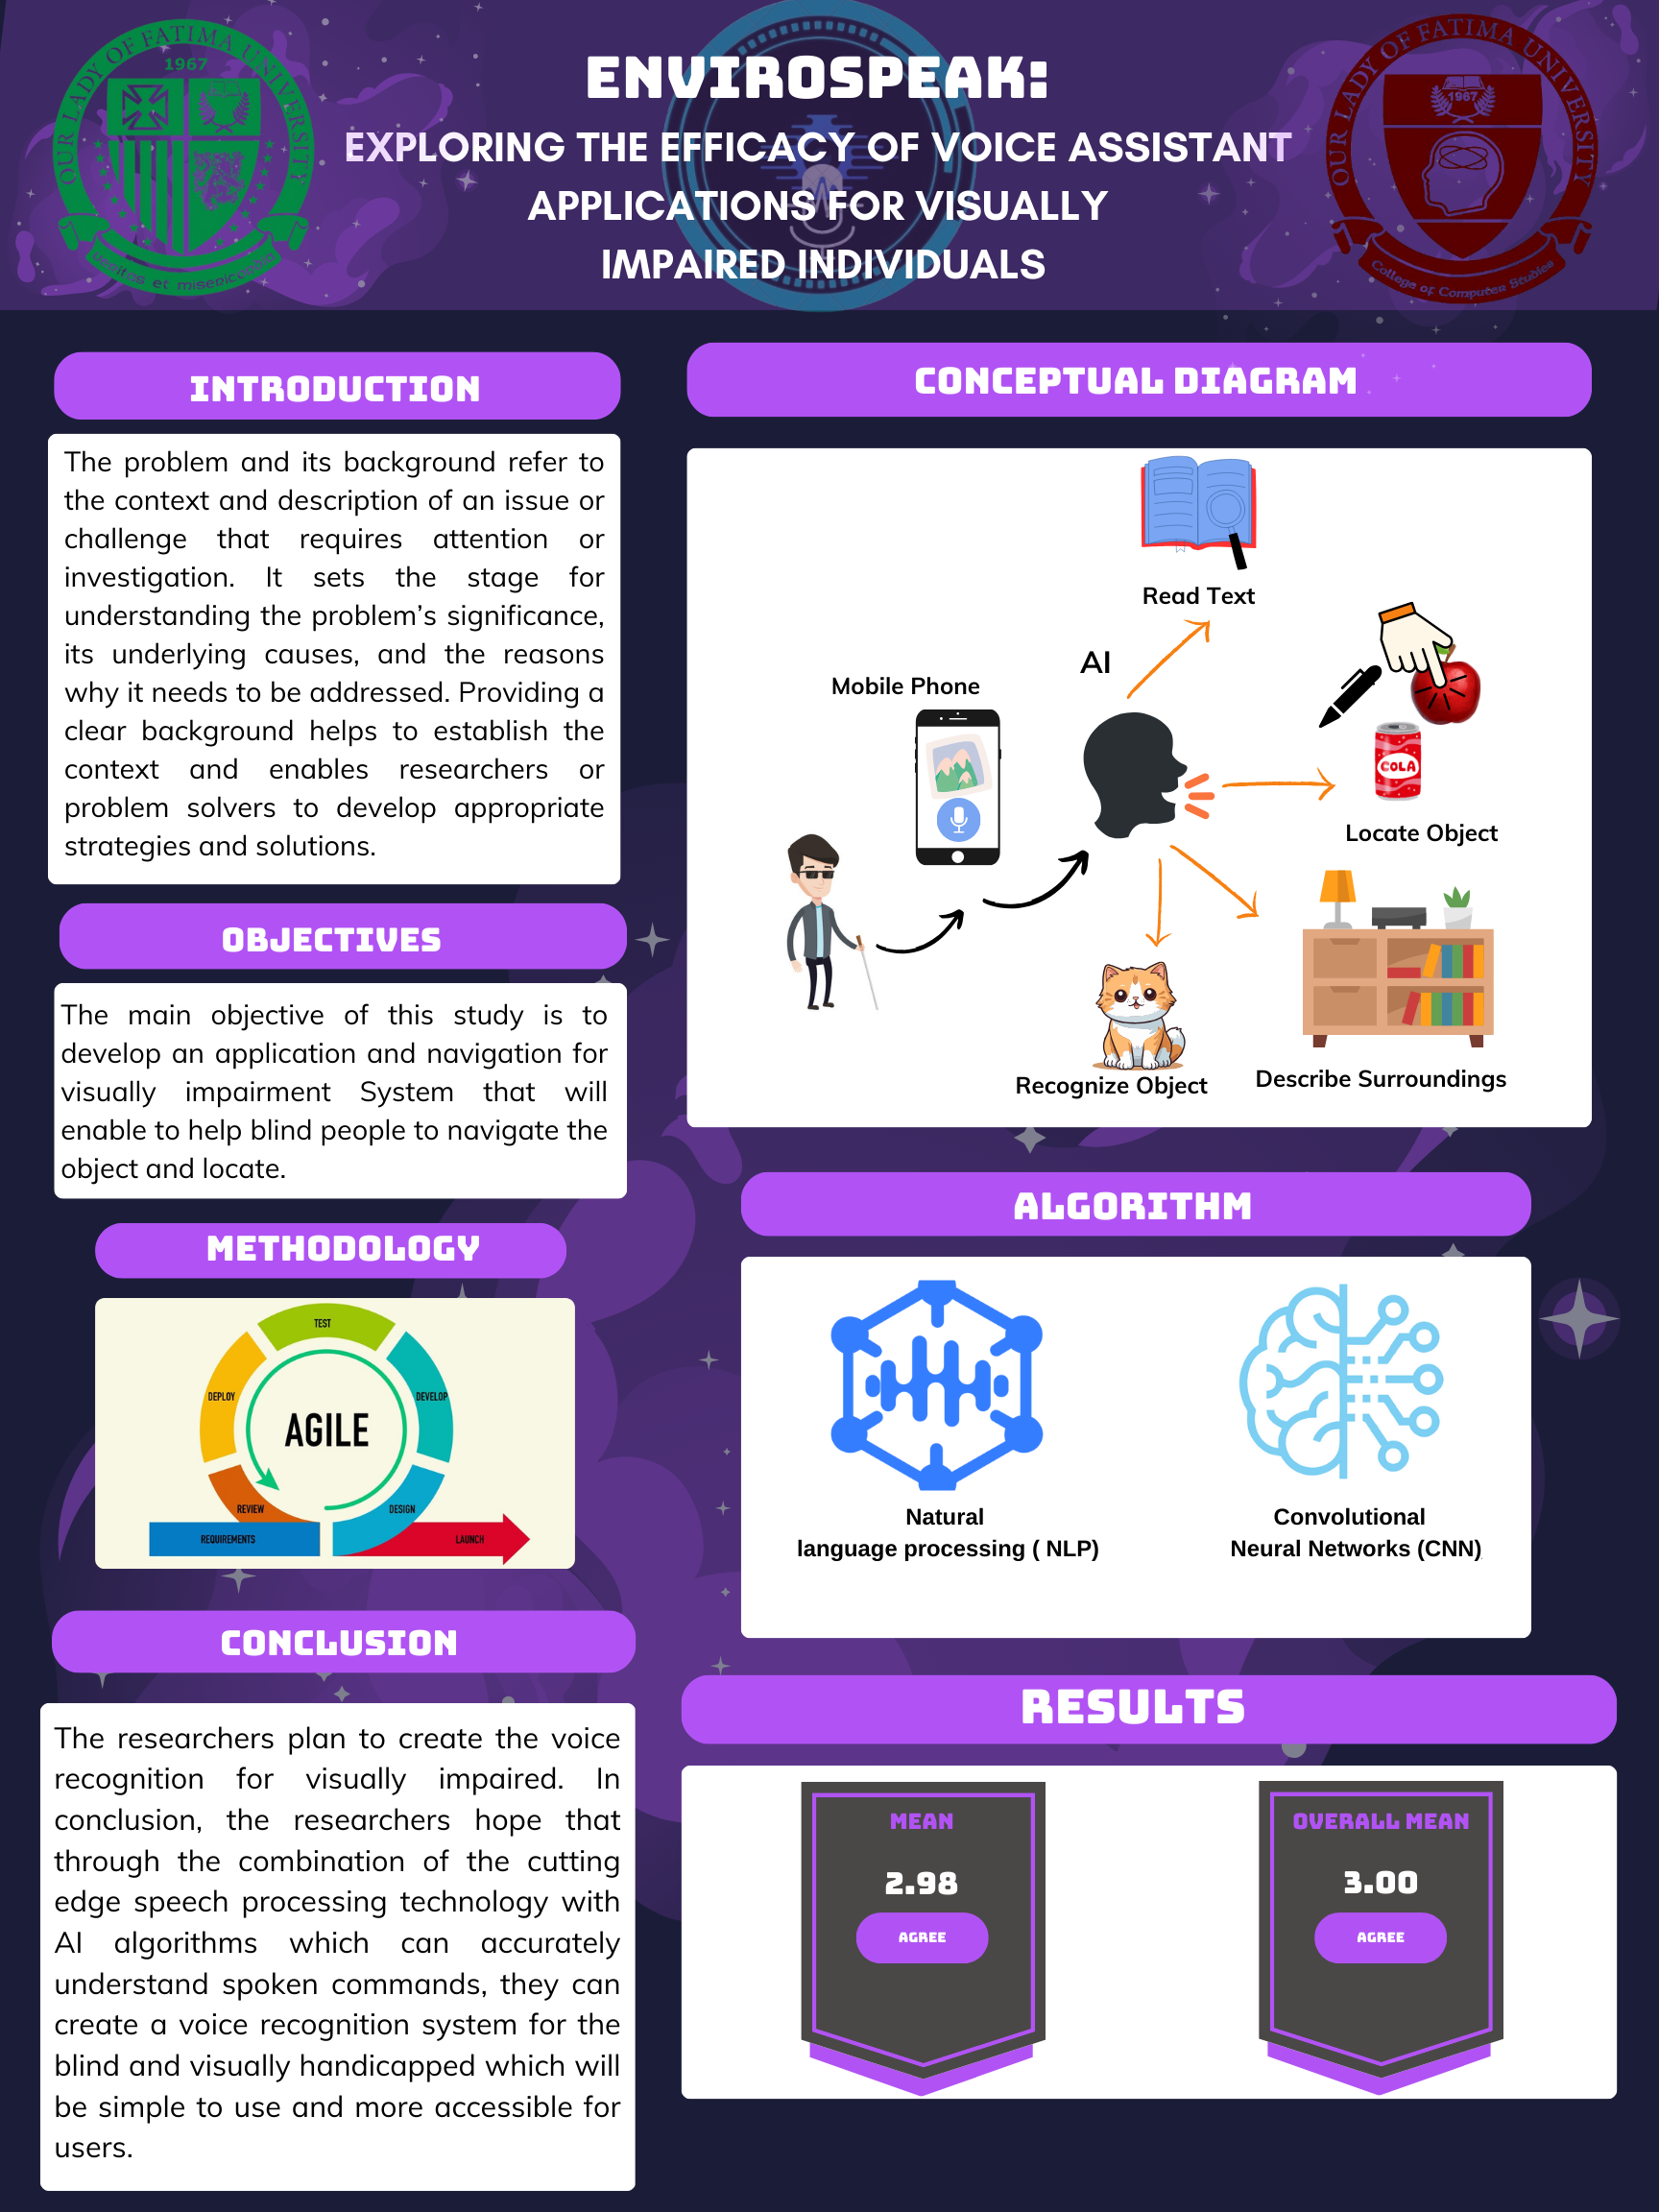 OUR LADY OF FATIMA UNIVERSITY
1967
Veritas et misericordia
ENVIROSPEAK:
EXPLORING THE EFFICACY OF VOICE ASSISTANT
APPLICATIONS FOR VISUALLY
IMPAIRED INDIVIDUALS
OUR LADY OF FATIMA UNIVERSITY
1967
College of Computer Studies
INTRODUCTION
The problem and its background refer to
the context and description of an issue or
challenge that requires attention or
investigation. It sets the stage for
understanding the problem's significance,
its underlying causes, and the reasons
why it needs to be addressed. Providing a
clear background helps to establish the
context and enables researchers or
problem solvers to develop appropriate
strategies and solutions.
OBJECTIVES
The main objective of this study is to
develop an application and navigation for
visually impairment System that will
enable to help blind people to navigate the
object and locate.
METHODOLOGY
TEST
DEPLOY
DEVELOP
AGILE
REVIEW
DESIGN
REQUIREMENTS
LAUNCH
CONCLUSION
The researchers plan to create the voice
recognition for visually impaired. In
conclusion, the researchers hope that
through the combination of the cutting
edge speech processing technology with
AI algorithms which can accurately
understand spoken commands, they can
create a voice recognition system for the
blind and visually handicapped which will
be simple to use and more accessible for
users.
CONCEPTUAL DIAGRAM
Read Text
AI
Mobile Phone
COLA
Locate Object
Recognize Object
Describe Surroundings
ALGORITHM
Natural
language processing ( NLP)
Convolutional
Neural Networks (CNN)
RESULTS
MEAN
2.98
AGREE
OVERALL MEAN
3.00
AGREE